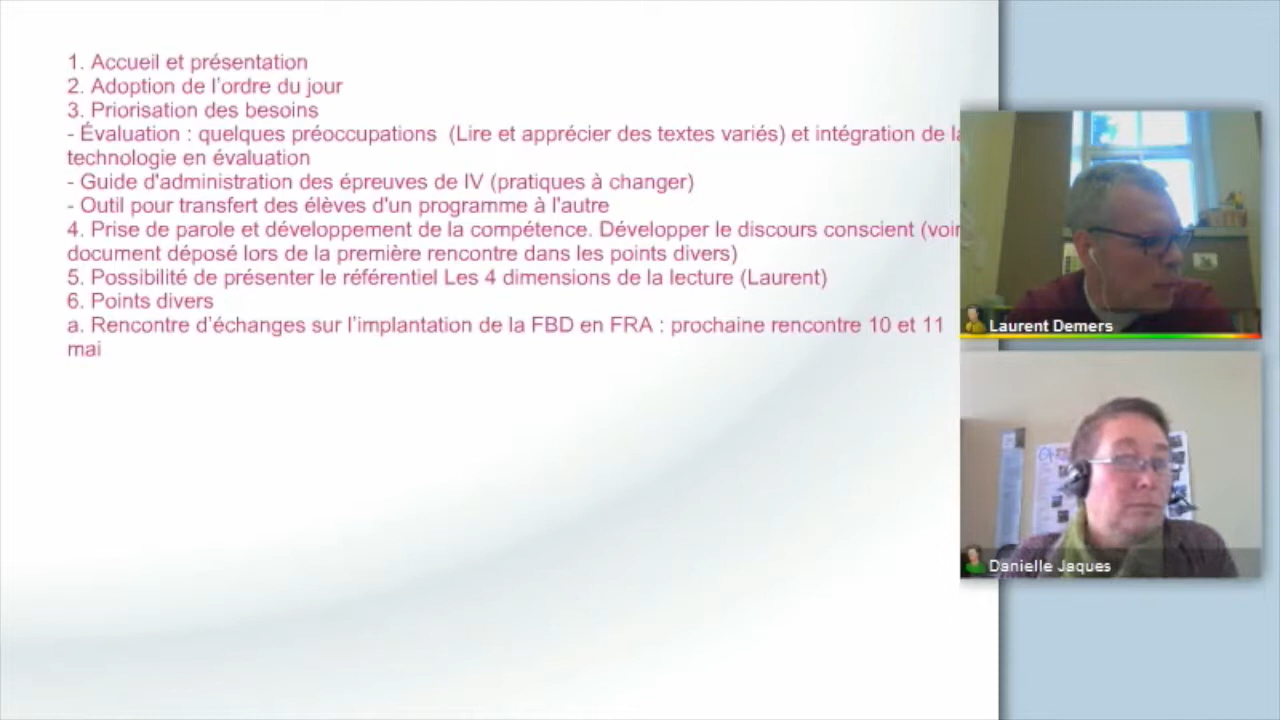 1. Accueil et présentation
2. Adoption de l'ordre du jour
3. Priorisation des besoins
- Évaluation : quelques préoccupations (Lire et apprécier des textes variés) et intégration de
technologie en évaluation
- Guide d'administration des épreuves de IV (pratiques à changer)
- Outil pour transfert des élèves d'un programme à l'autre
4. Prise de parole et développement de la compétence. Développer le discours conscient (voir
document déposé lors de la première rencontre dans les points divers)
5. Possibilité de présenter le référentiel Les 4 dimensions de la lecture (Laurent)
6. Points divers
a. Rencontre d'échanges sur l'implantation de la FBD en FRA : prochaine rencontre 10 et 11
mai
Laurent Demers
Danielle Jaques